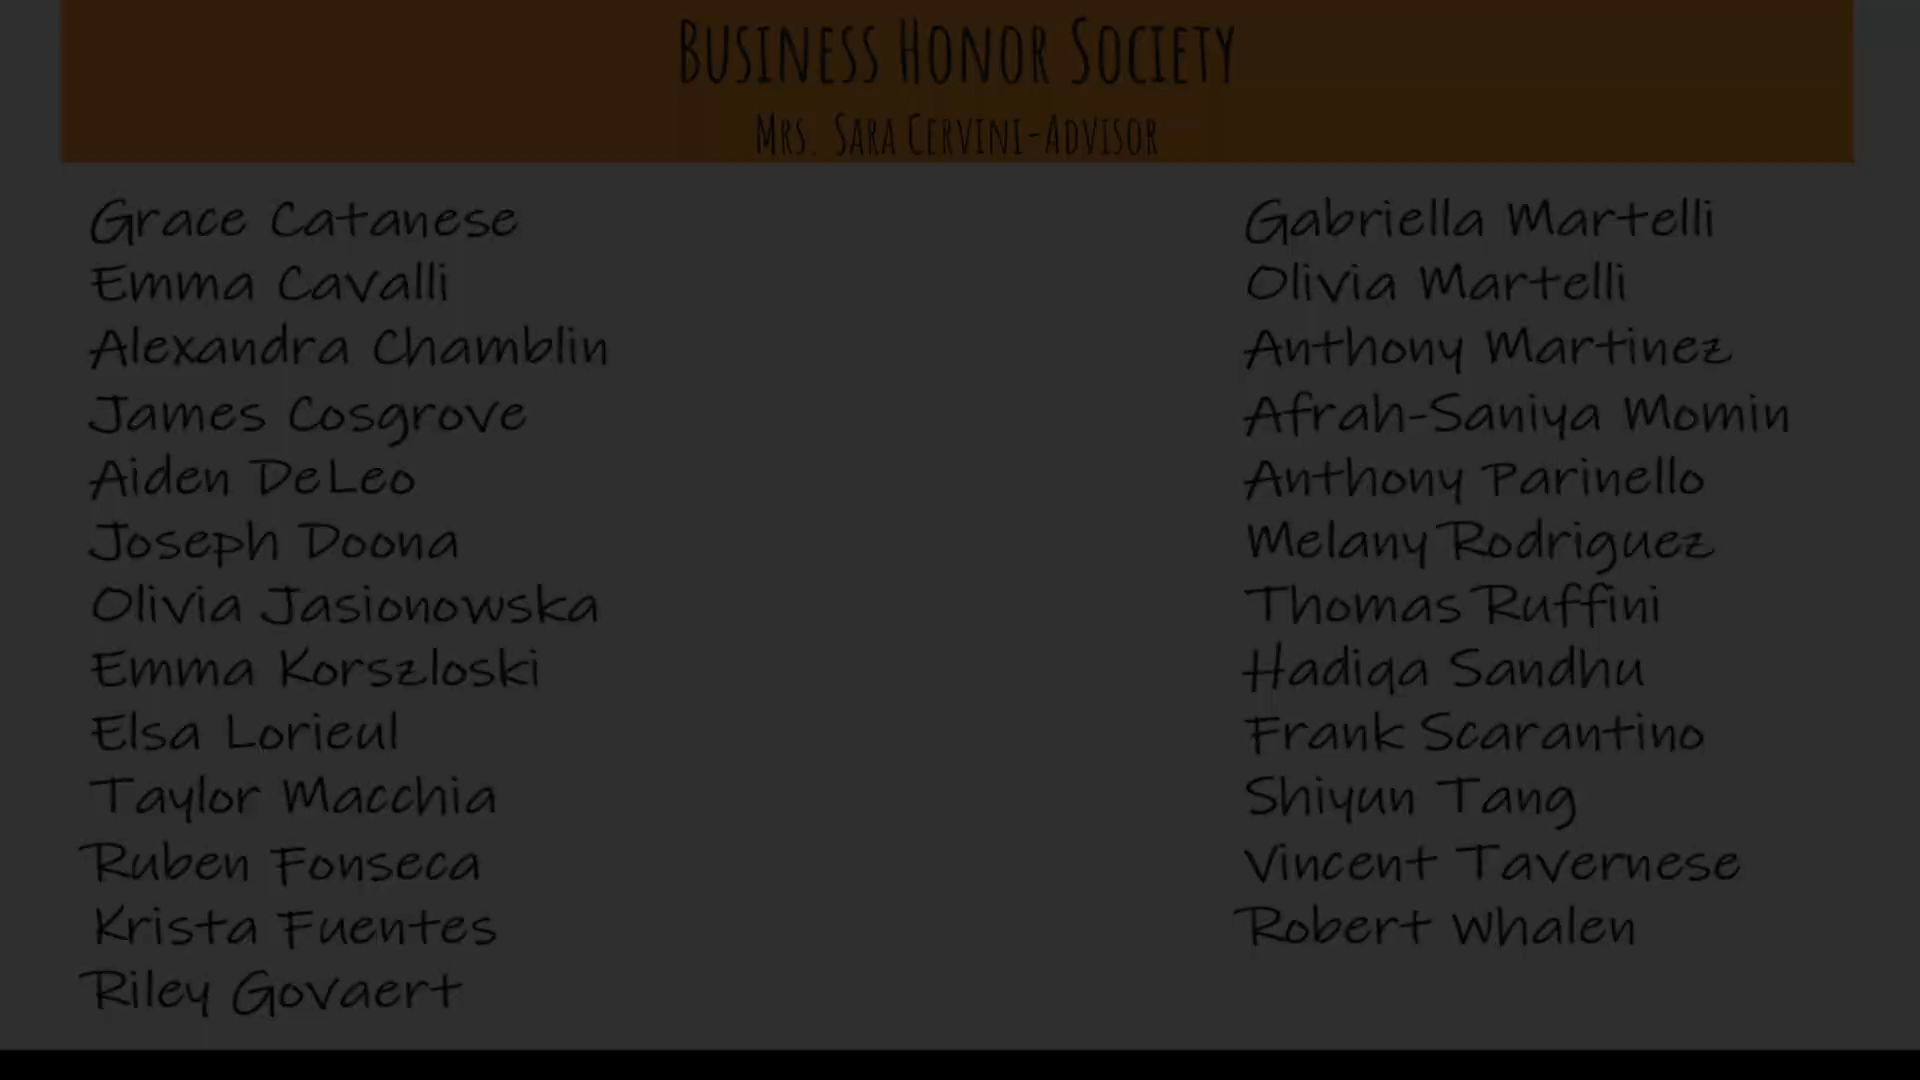 Business Honor Society
Mrs. Sara Cervini-Advisor
Grace Catanese
Emma Cavalli
Alexandra Chamblin
James Cosgrove
Aiden DeLeo
Joseph Doona
Olivia Jasionowska
Emma Korszloski
Elsa Lorieul
Taylor Macchia
Ruben Fonseca
Krista Fuentes
Riley Govaert
Gabriella Martelli
Olivia Martelli
Anthony Martinez
Afrah-Saniya Momin
Anthony Parinello
Melany Rodriguez
Thomas Ruffini
Hadiqa Sandhu
Frank Scarantino
Shiyun Tang
Vincent Tavernese
Robert Whalen